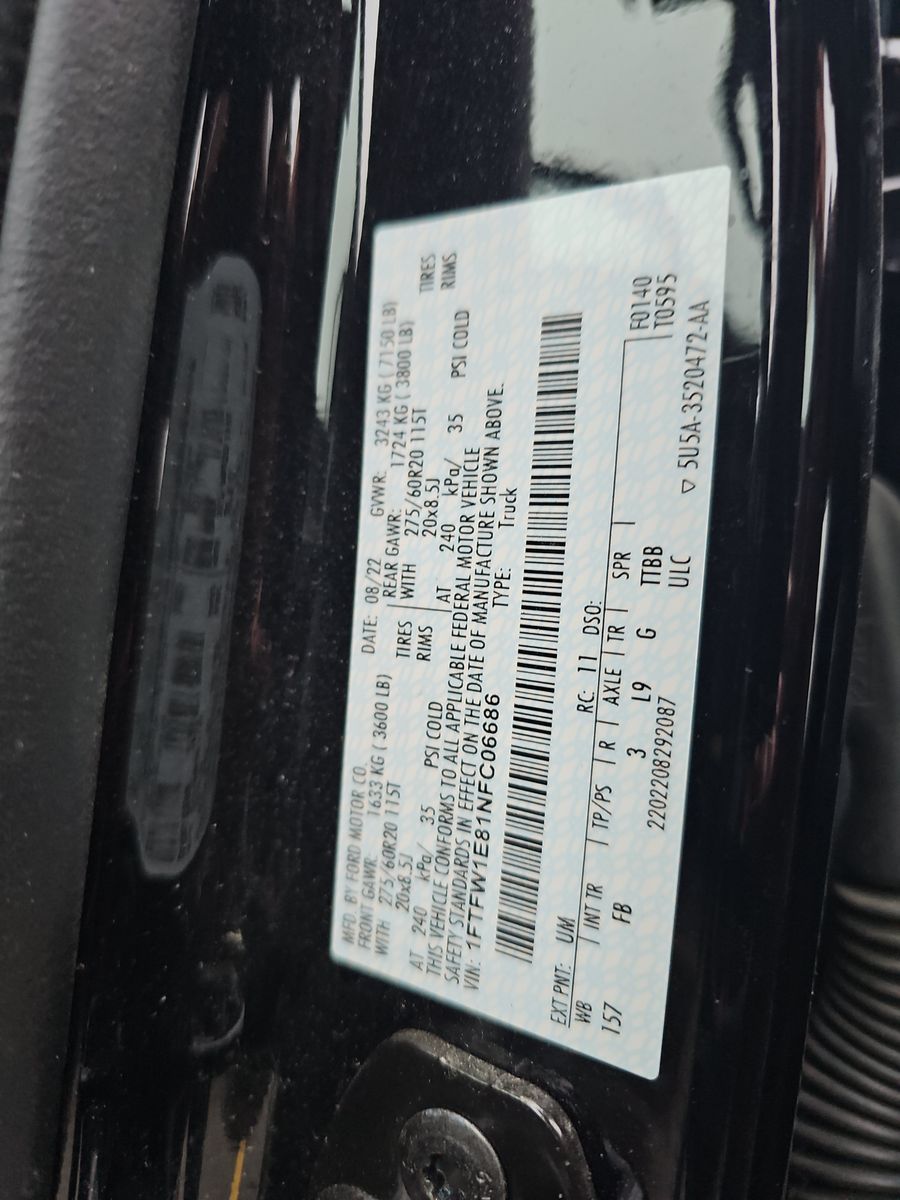 MFD. BY FORD MOTOR CO.
DATE: 08/22 GVWR: 3243 KG ( 7150 LB)
FRONT GAWR: 1633 KG ( 3600 LB) REAR GAWR: 1724 KG ( 3800 LB)
WITH 275/60R20 115T TIRES WITH 275/60R20 115T TIRES
20x8.5J RIMS 20x8.5J RIMS
AT 240 kPa/ 35 PSI COLD AT 240 kPa/ 35 PSI COLD
THIS VEHICLE CONFORMS TO ALL APPLICABLE FEDERAL MOTOR VEHICLE
SAFETY STANDARDS IN EFFECT ON THE DATE OF MANUFACTURE SHOWN ABOVE.
VIN: 1FTFW1E81NFC06686 TYPE: Truck
EXT PNT: UM RC: 11 DSO:
WB | INT TR | TP/PS | R | AXLE | TR | SPR | F0140
157 FB 3 L9 G TTBB TT0595
2202208292087 ULC
▽ 5U5A-3520472-AA